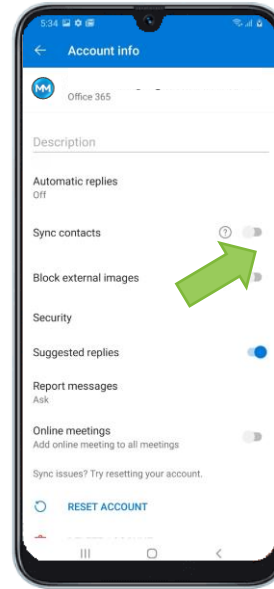 5:34
Account info
MM
Office 365
Description
Automatic replies
Off
Sync contacts
Block external images
Security
Suggested replies
Report messages
Ask
Online meetings
Add online meeting to all meetings
Sync issues? Try resetting your account.
RESET ACCOUNT